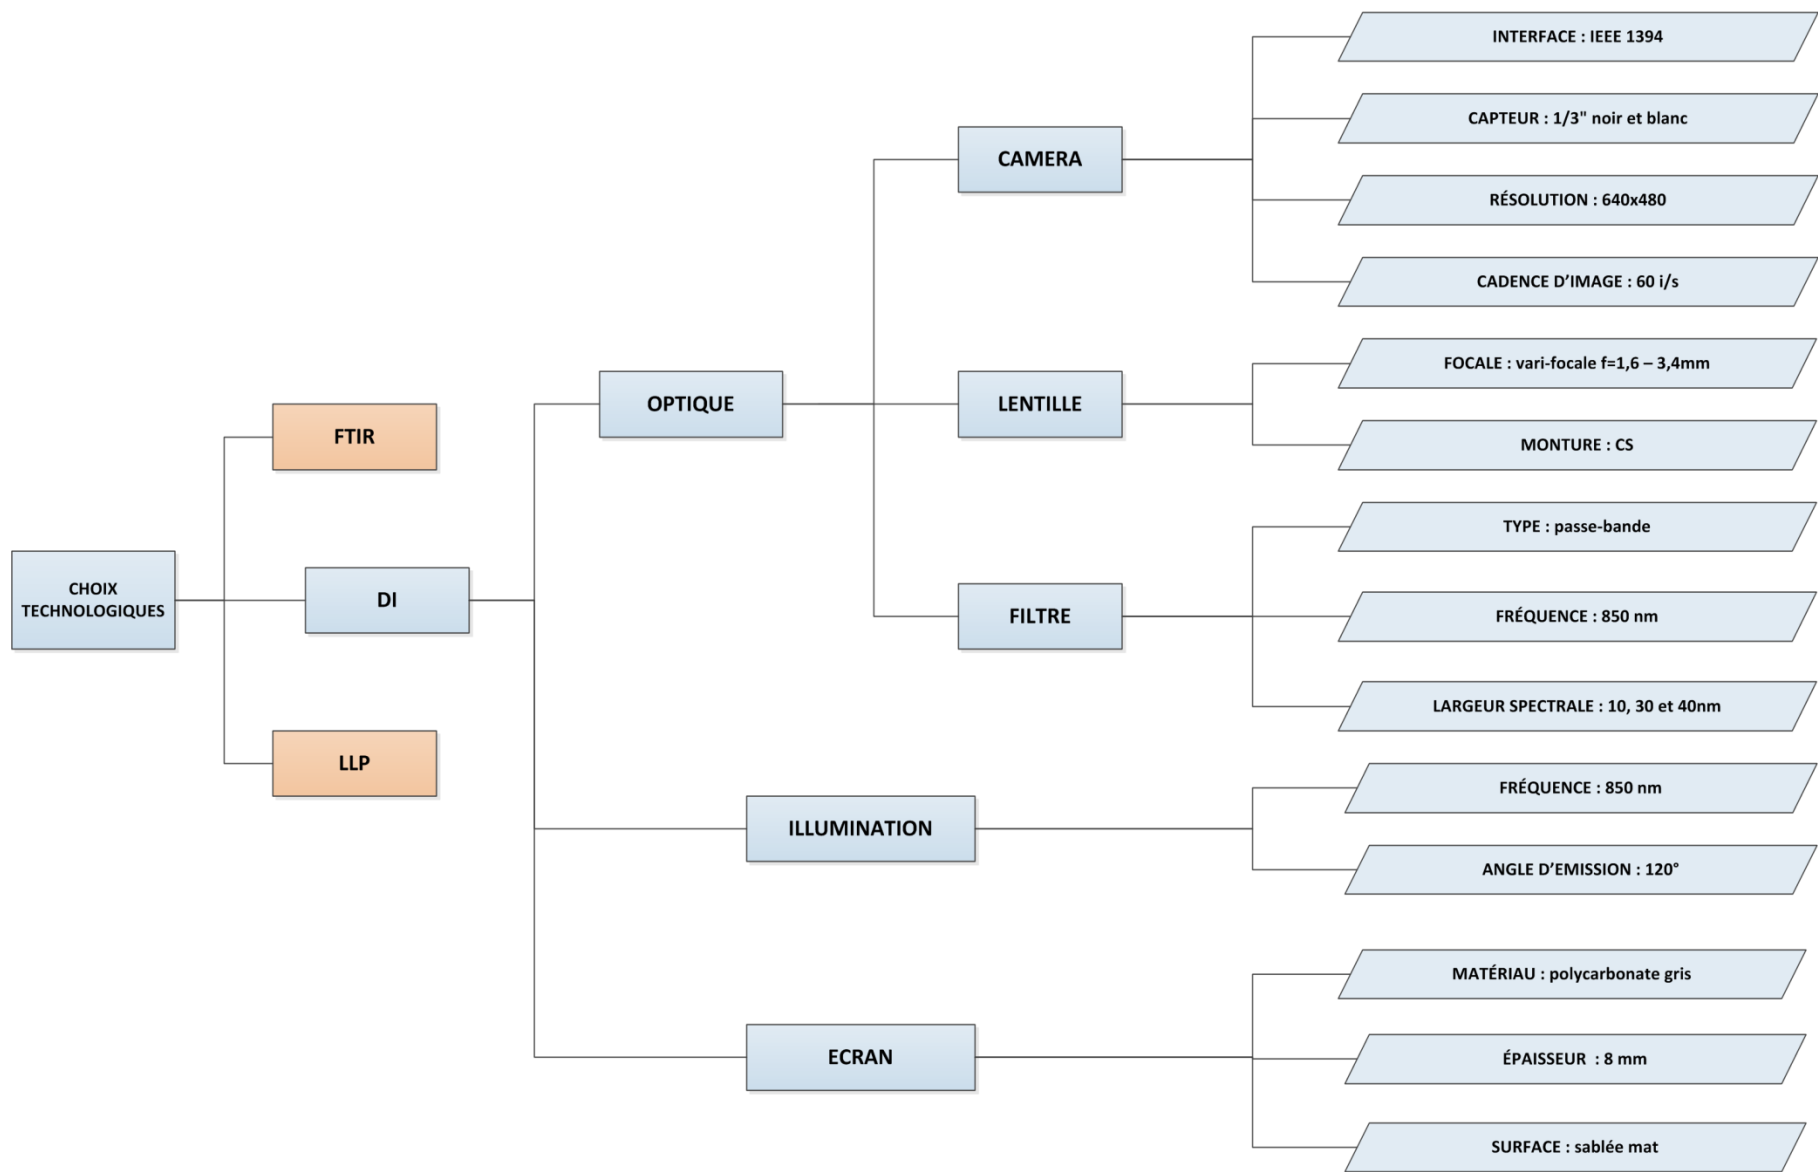 CHOIX
TECHNOLOGIQUES
FTIR
DI
LLP
OPTIQUE
CAMERA
INTERFACE : IEEE 1394
CAPTEUR : 1/3" noir et blanc
RÉSOLUTION : 640x480
CADENCE D’IMAGE : 60 i/s
LENTILLE
FOCALE : vari-focale f=1,6 – 3,4mm
MONTURE : CS
FILTRE
TYPE : passe-bande
FRÉQUENCE : 850 nm
LARGEUR SPECTRALE : 10, 30 et 40nm
ILLUMINATION
FRÉQUENCE : 850 nm
ANGLE D’EMISSION : 120°
ECRAN
MATÉRIAU : polycarbonate gris
ÉPAISSEUR : 8 mm
SURFACE : sablée mat